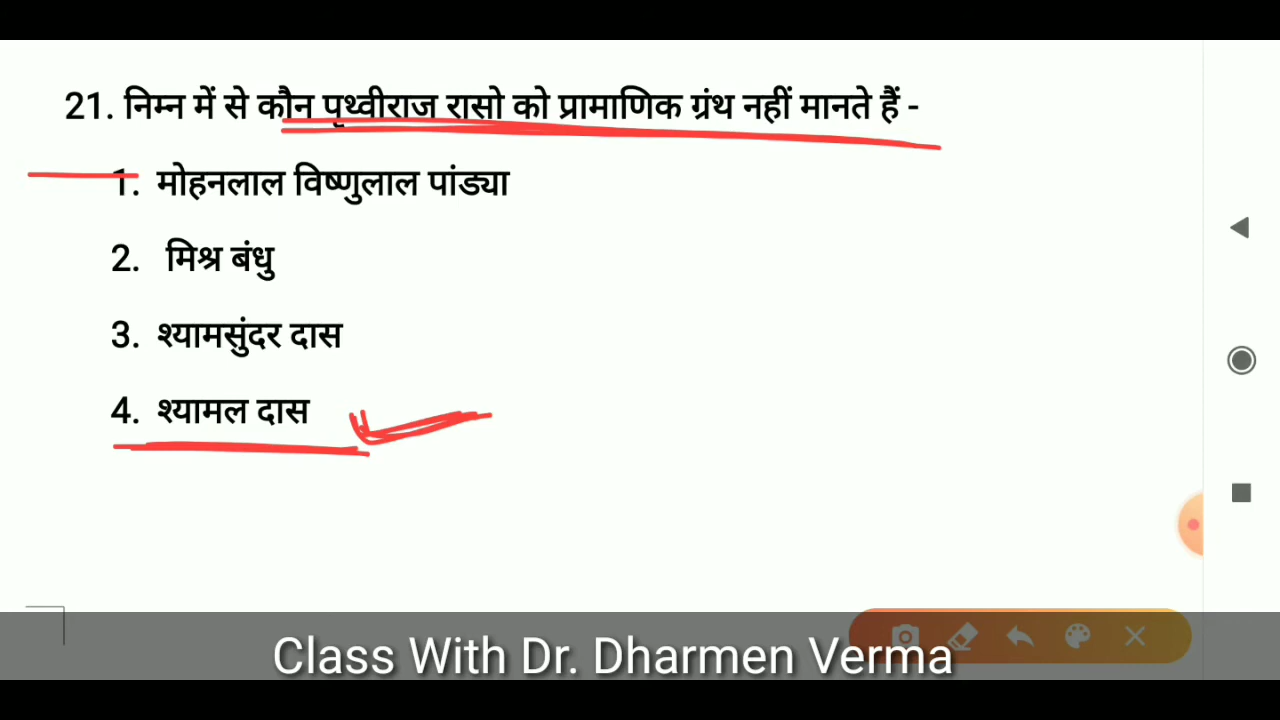 21. निम्न में से कौन पृथ्वीराज रासो को प्रामाणिक ग्रंथ नहीं मानते हैं -
1. मोहनलाल विष्णुलाल पांड्या
2. मिश्र बंधु
3. श्यामसुंदर दास
4. श्यामल दास
Class With Dr. Dharmen Verma